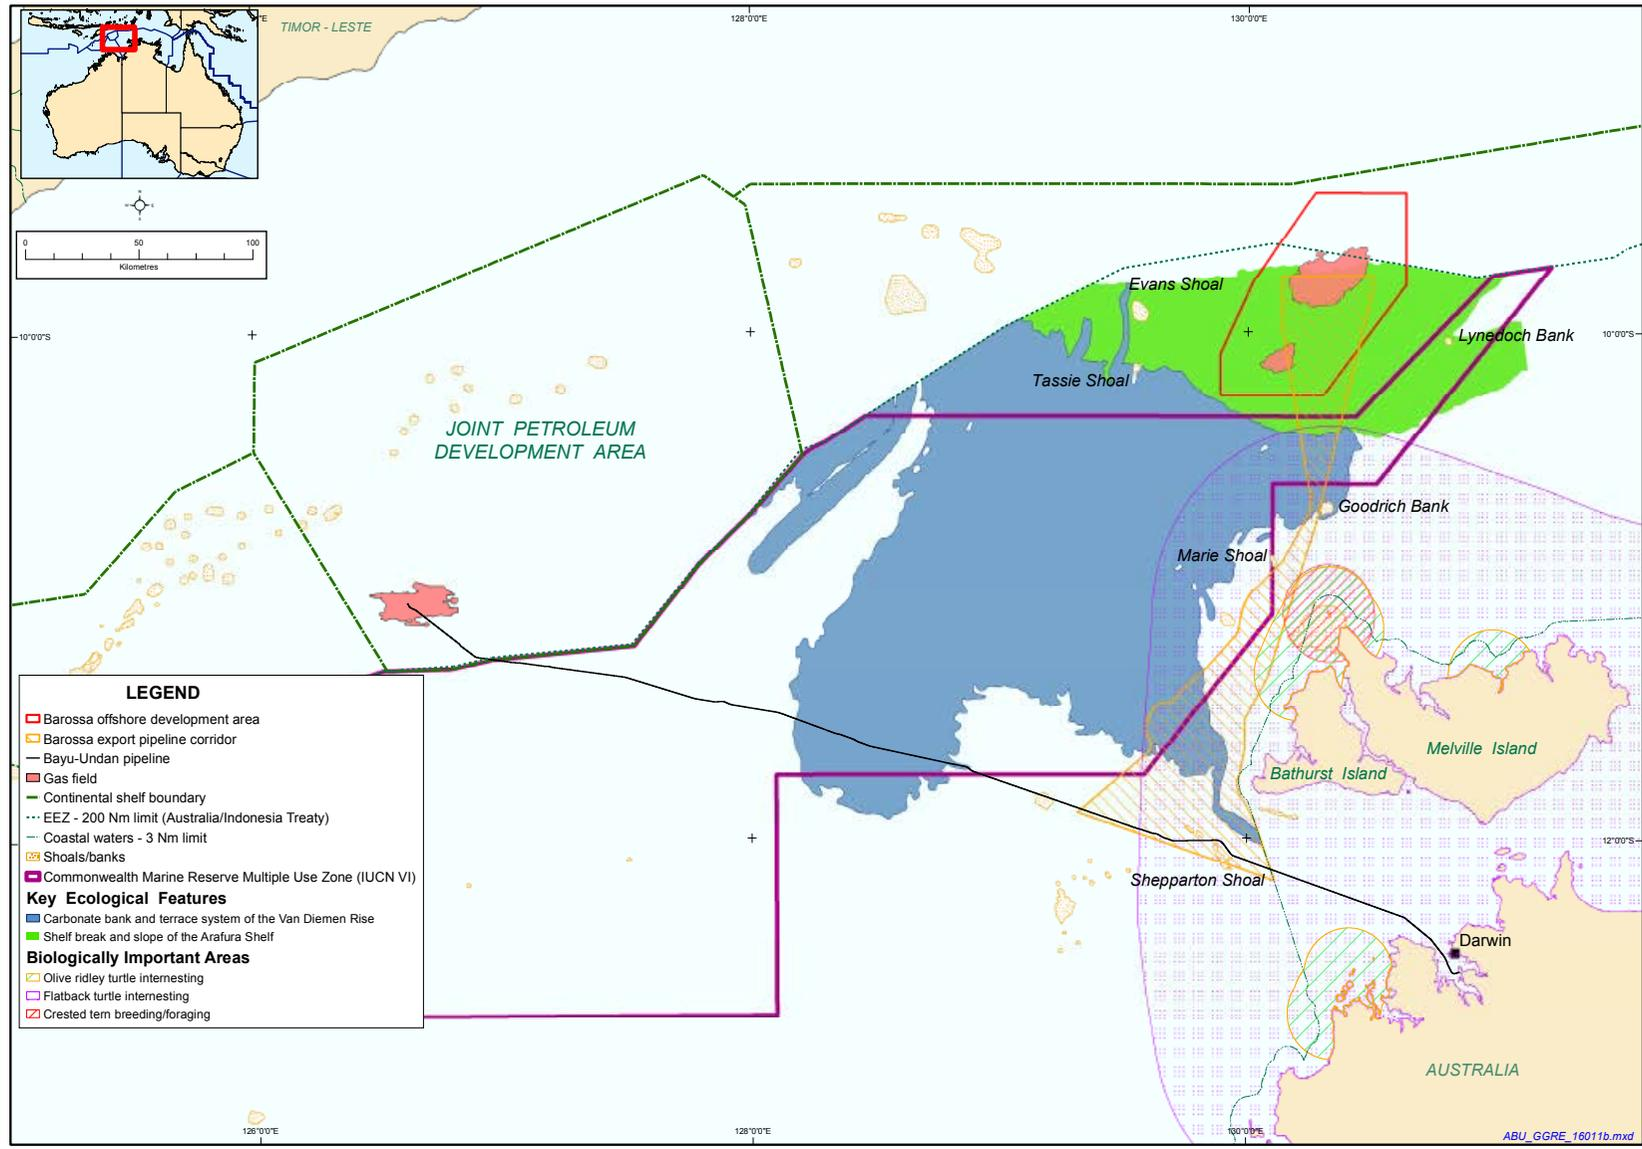 °E
TIMOR - LESTE
128°0'0"E
130°0'0"E
0 50 100
Kilometres
Evans Shoal
10°0'0"S
Lynedoch Bank
10°0'0"S
Tassie Shoal
JOINT PETROLEUM
DEVELOPMENT AREA
Goodrich Bank
Marie Shoal
Melville Island
Bathurst Island
12°0'0"S
Shepparton Shoal
Darwin
AUSTRALIA
LEGEND
Barossa offshore development area
Barossa export pipeline corridor
Bayu-Undan pipeline
Gas field
Continental shelf boundary
EEZ - 200 Nm limit (Australia/Indonesia Treaty)
Coastal waters - 3 Nm limit
Shoals/banks
Commonwealth Marine Reserve Multiple Use Zone (IUCN VI)
Key Ecological Features
Carbonate bank and terrace system of the Van Diemen Rise
Shelf break and slope of the Arafura Shelf
Biologically Important Areas
Olive ridley turtle internesting
Flatback turtle internesting
Crested tern breeding/foraging
126°0'0"E
128°0'0"E
130°0'0"E
ABU_GGRE_16011b.mxd